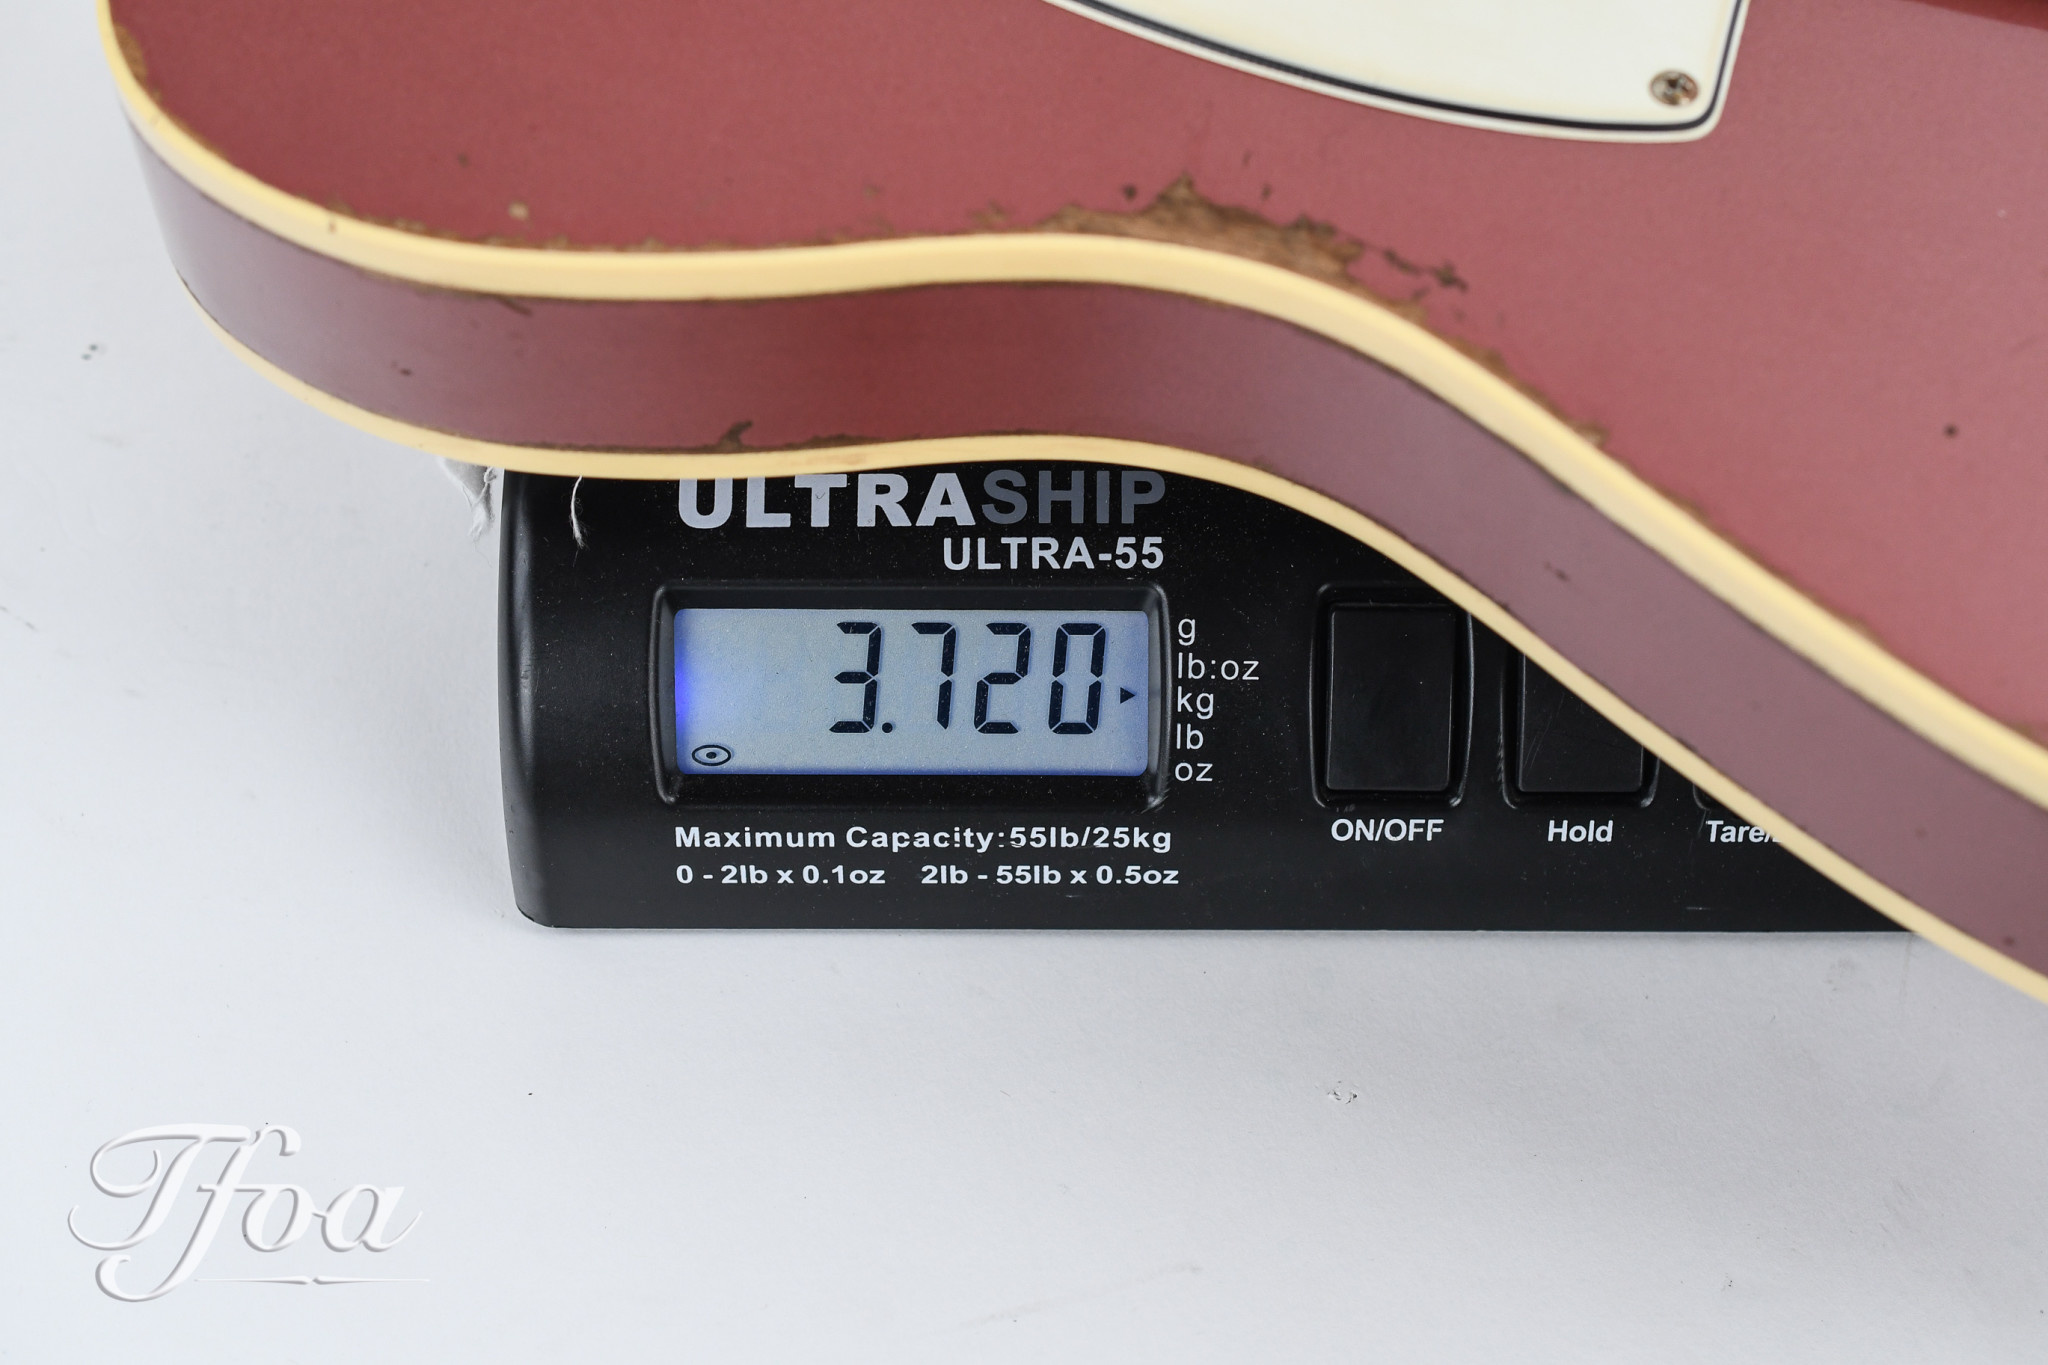 ULTRASHIP
ULTRA-55
3.720
g
lb:oz
kg
lb
oz
ON/OFF
Hold
Tare/
Maximum Capacity:55lb/25kg
0 - 2lb x 0.1oz 2lb - 55lb x 0.5oz
Tfoa